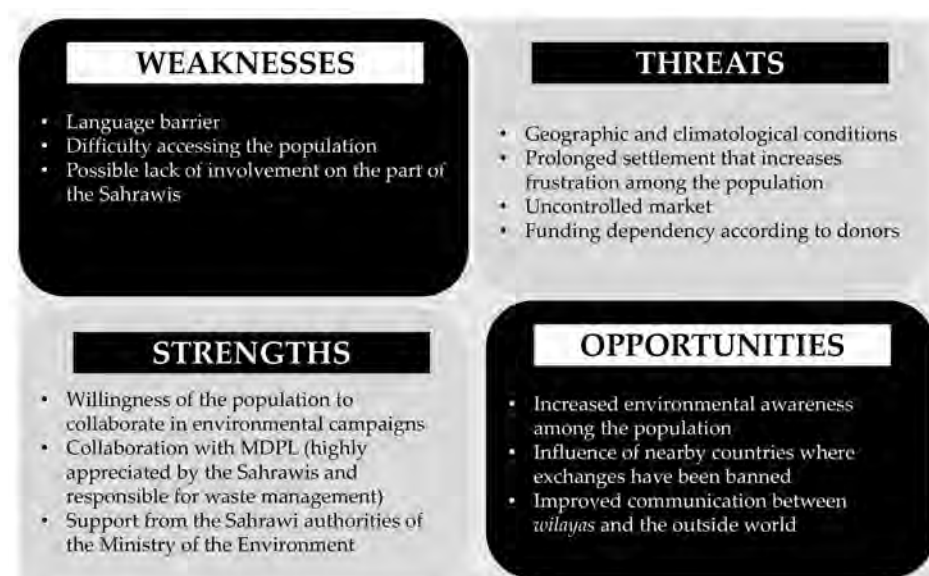 WEAKNESSES
• Language barrier
• Difficulty accessing the population
• Possible lack of involvement on the part of
the Sahrawis
THREATS
• Geographic and climatological conditions
• Prolonged settlement that increases
frustration among the population
• Uncontrolled market
• Funding dependency according to donors
STRENGTHS
• Willingness of the population to
collaborate in environmental campaigns
• Collaboration with MDPL (highly
appreciated by the Sahrawis and
responsible for waste management)
• Support from the Sahrawi authorities of
the Ministry of the Environment
OPPORTUNITIES
• Increased environmental awareness
among the population
• Influence of nearby countries where
exchanges have been banned
• Improved communication between
wilayas and the outside world